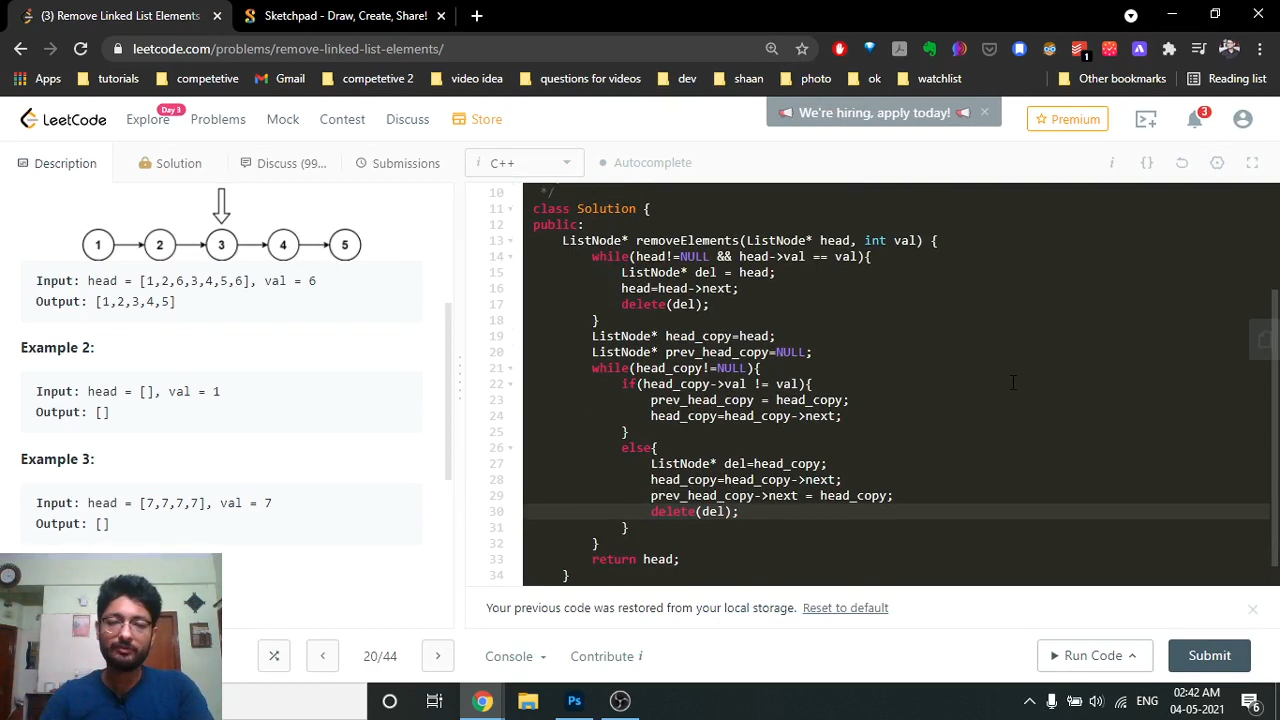 (3) Remove Linked List Elements
Sketchpad - Draw, Create, Share!
leetcode.com/problems/remove-linked-list-elements/
1
Apps
tutorials
competetive
Gmail
competetive 2
video idea
questions for videos
dev
shaan
photo
ok
watchlist
Other bookmarks
Reading list
LeetCode
Explore
Day 3
Problems
Mock
Contest
Discuss
Store
We're hiring, apply today!
Premium
3
Description
Solution
Discuss (99...
Submissions
i C++
Autocomplete
i
{}
1 2 3 4 5
Input: head = [1,2,6,3,4,5,6], val = 6
Output: [1,2,3,4,5]
Example 2:
Input: head = [], val = 1
Output: []
Example 3:
Input: head = [7,7,7,7], val = 7
Output: []
10 */
11 class Solution {
12 public:
13 ListNode* removeElements(ListNode* head, int val) {
14 while(head!=NULL && head->val == val){
15 ListNode* del = head;
16 head=head->next;
17 delete(del);
18 }
19 ListNode* head_copy=head;
20 ListNode* prev_head_copy=NULL;
21 while(head_copy!=NULL){
22 if(head_copy->val != val){
23 prev_head_copy = head_copy;
24 head_copy=head_copy->next;
25 }
26 else{
27 ListNode* del=head_copy;
28 head_copy=head_copy->next;
29 prev_head_copy->next = head_copy;
30 delete(del);
31 }
32 }
33 return head;
34 }
Your previous code was restored from your local storage. Reset to default
20/44
Console
Contribute i
Run Code
Submit
Ps
ENG
02:42 AM
04-05-2021
6